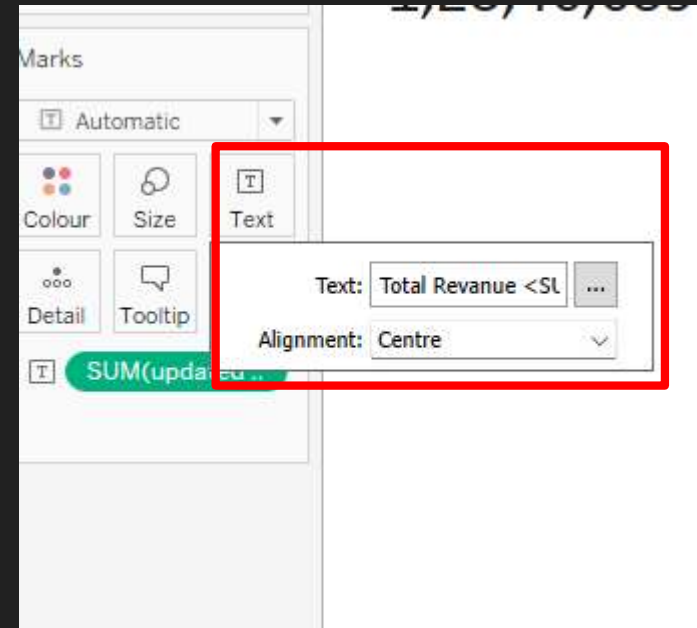 Marks
Automatic
Colour
Size
Text
Text: Total Revanue <SU ...
Alignment: Centre
Detail
Tooltip
SUM(updated ..